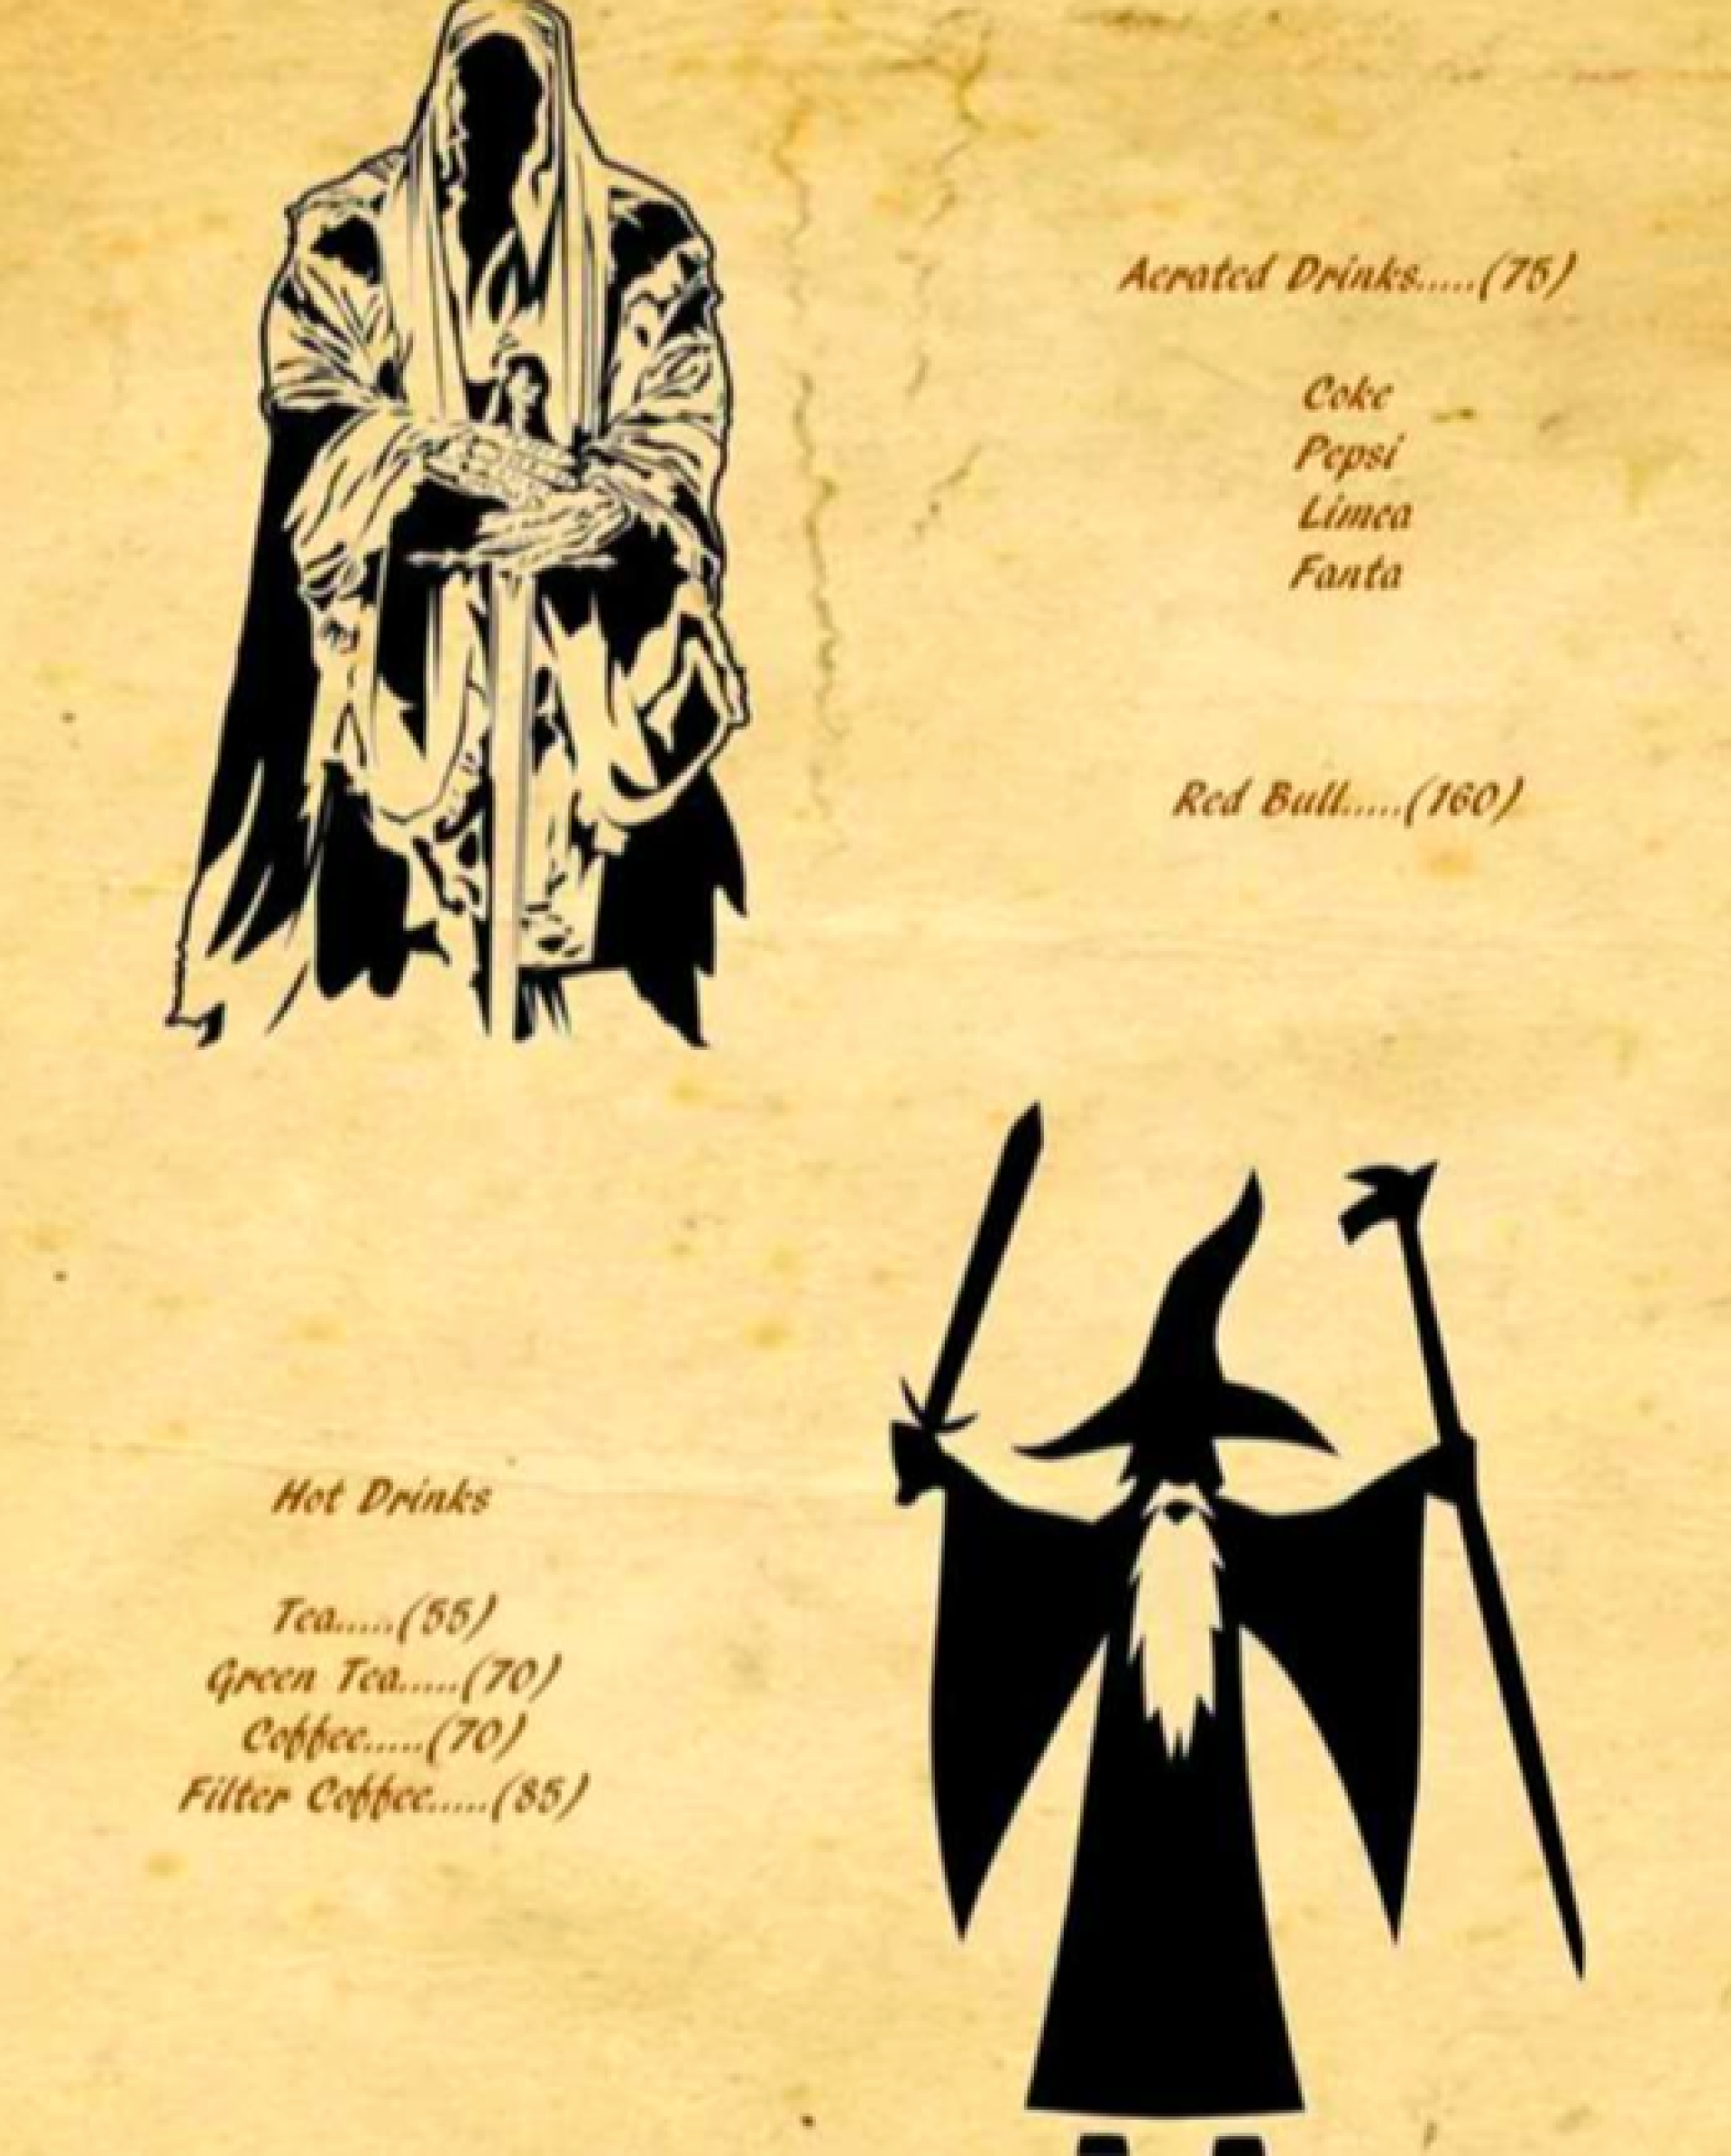 Aerated Drinks.....(75)
Coke
Pepsi
Limca
Fanta
Red Bull.....(160)
Hot Drinks
Tea.....(55)
Green Tea.....(70)
Coffee.....(70)
Filter Coffee.....(85)